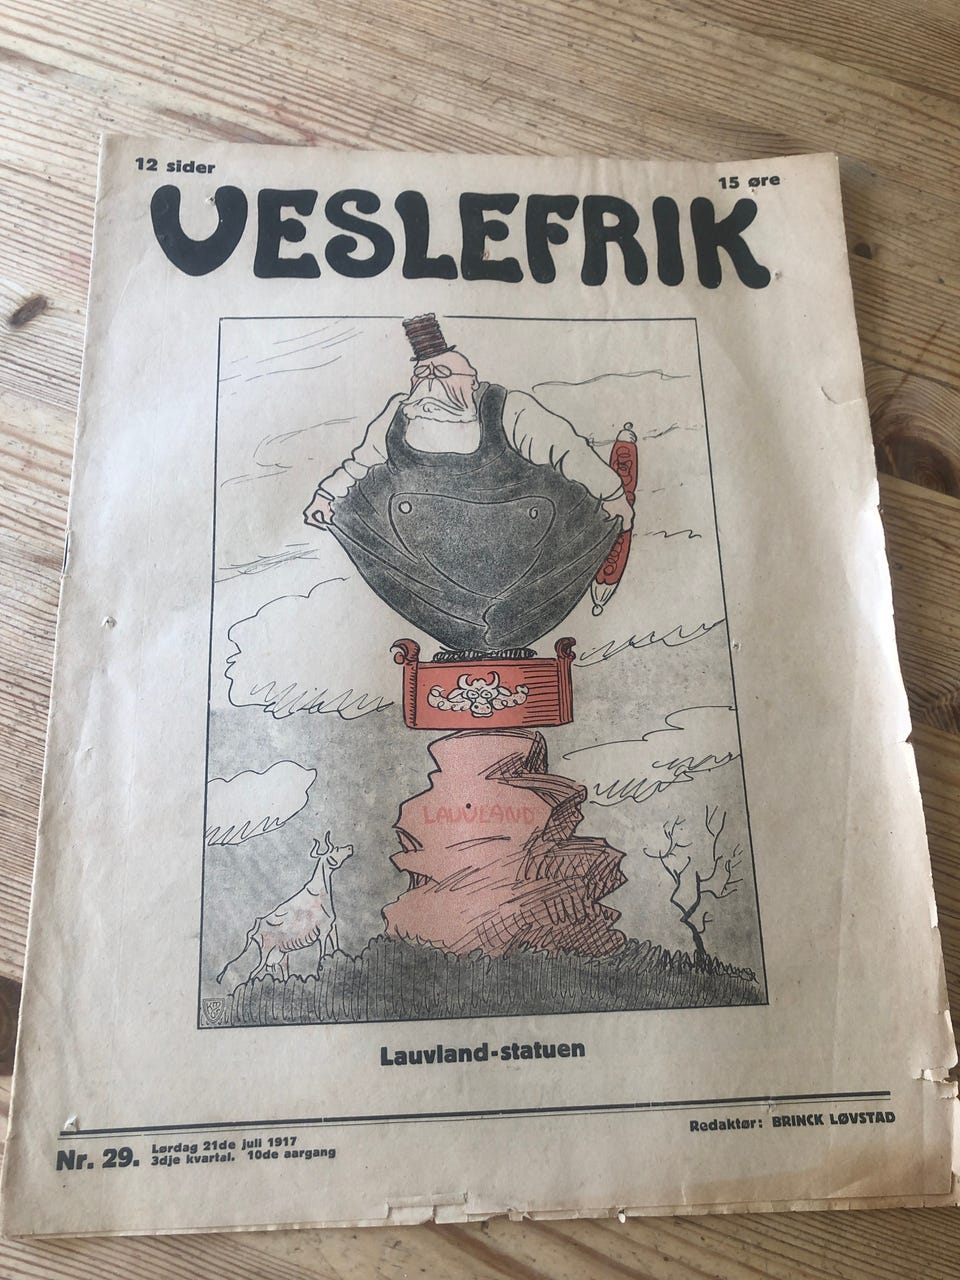 12 sider
15 øre
VESLEFRIK
LAUVLAND
Lauvland-statuen
Redaktør: BRINCK LØVSTAD
Nr. 29.
Lørdag 21de juli 1917
3dje kvartal. 10de aargang